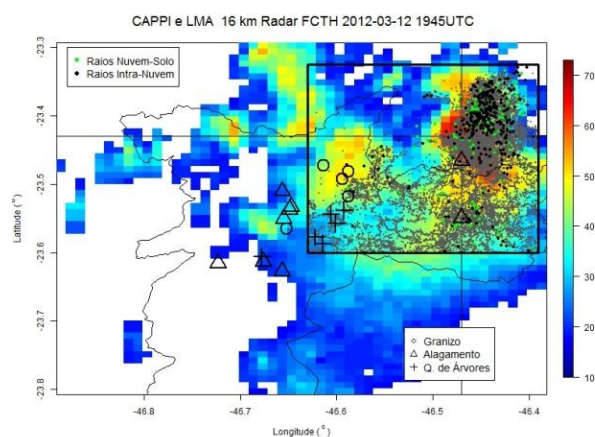 CAPPI e LMA 16 km Radar FCTH 2012-03-12 1945UTC
Raios Nuvem-Solo
Raios Intra-Nuvem
Granizo
Alagamento
Q. de Árvores
Latitude (°)
-23.3
-23.4
-23.5
-23.6
-23.7
-23.8
-46.8
-46.7
-46.6
-46.5
-46.4
Longitude (°)
70
60
50
40
30
20
10